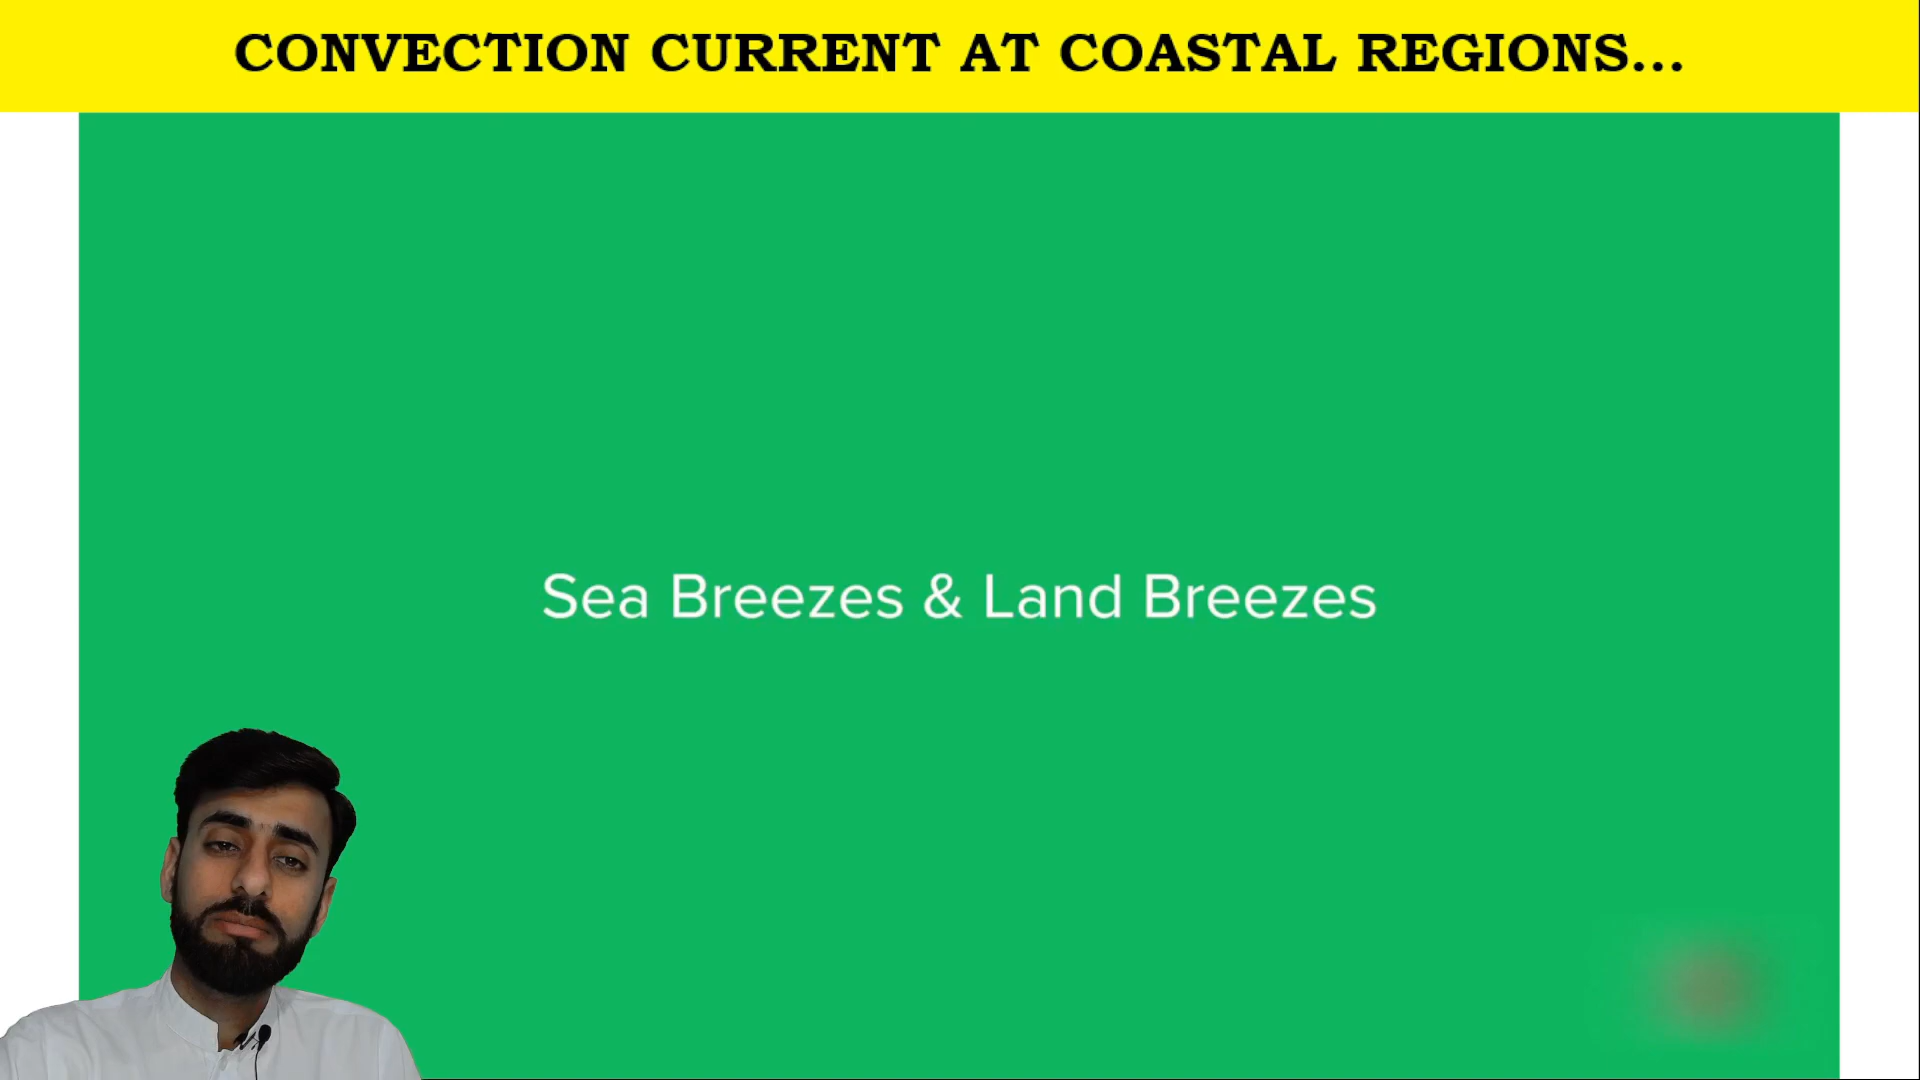 CONVECTION CURRENT AT COASTAL REGIONS...
Sea Breezes & Land Breezes